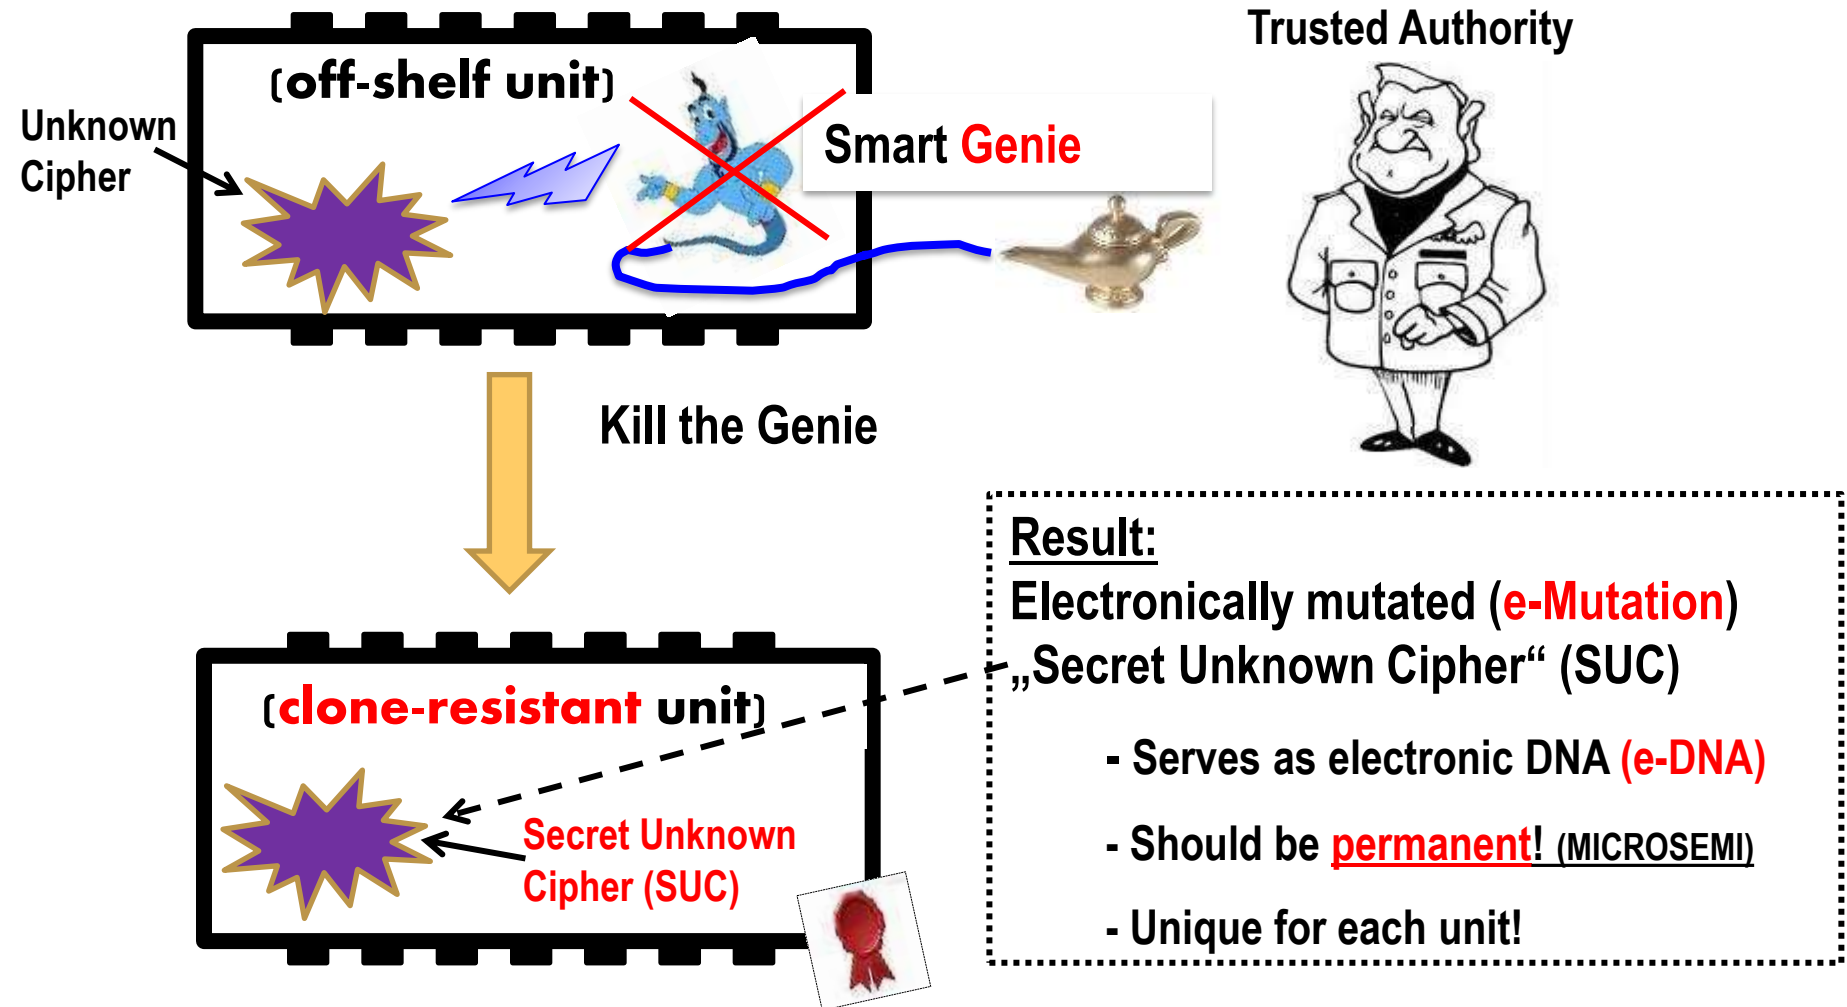 Trusted Authority
(off-shelf unit)
Unknown
Cipher
Smart Genie
Kill the Genie
Result:
Electronically mutated (e-Mutation)
„Secret Unknown Cipher“ (SUC)
- Serves as electronic DNA (e-DNA)
- Should be permanent! (MICROSEMI)
- Unique for each unit!
(clone-resistant unit)
Secret Unknown
Cipher (SUC)